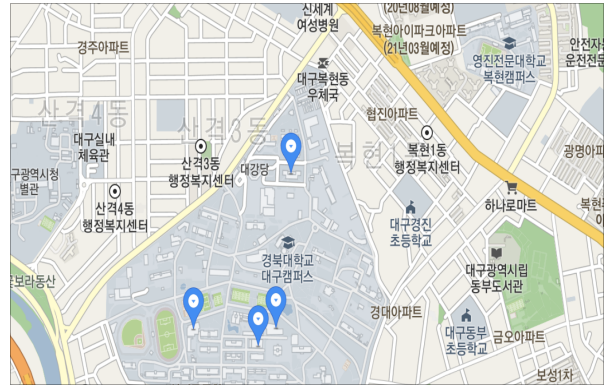 신세계
여성병원
(20년08월예정)
복현아이파크아파트
(21년03월예정)
경주아파트
영진전문대학교
복현캠퍼스
안전자
운전전문
대구복현동
우체국
산격4동
산격3동
협진아파트
대구실내
체육관
복현1
복현1동
행정복지센터
광명아파
산격3동
행정복지센터
대강당
구광역시청
별관
산격4동
행정복지센터
하나로마트
복현
대구경진
초등학교
경북대학교
대구캠퍼스
대구광역시립
동부도서관
꽃보라동산
경대아파트
대구동부
초등학교
금오아파트
보성1차